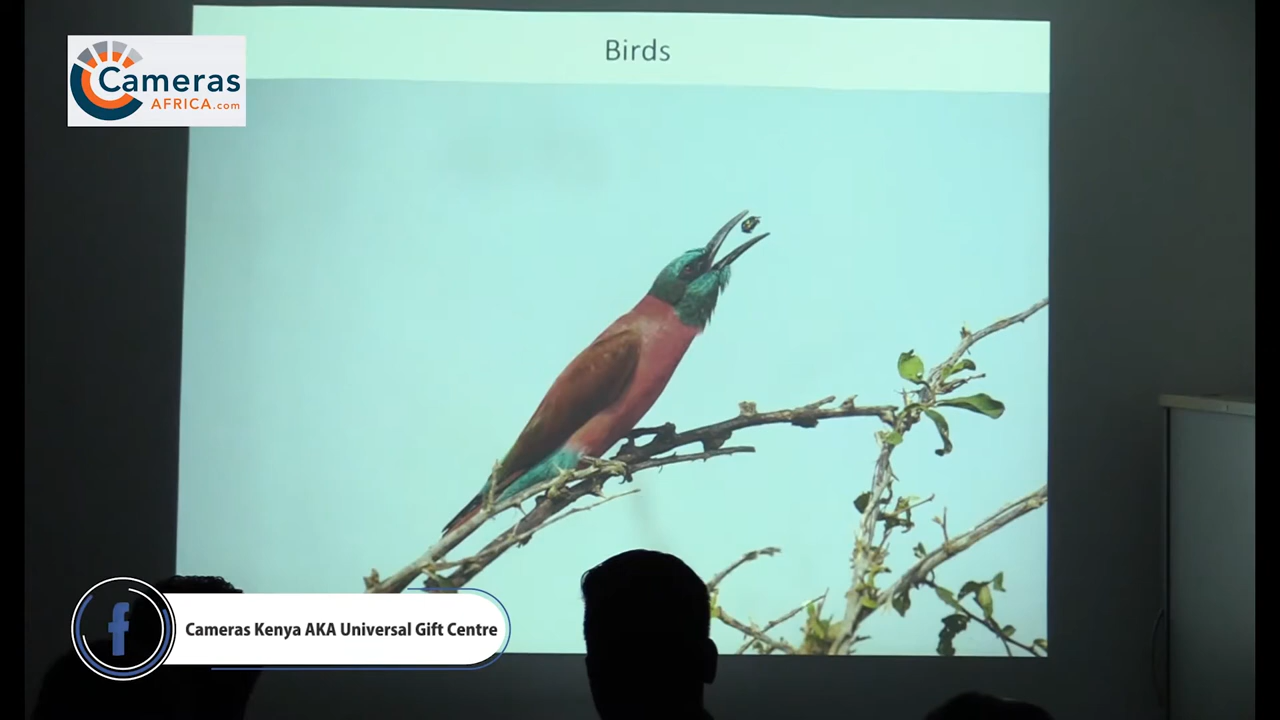 Birds
Cameras
AFRICA.com
f
Cameras Kenya AKA Universal Gift Centre